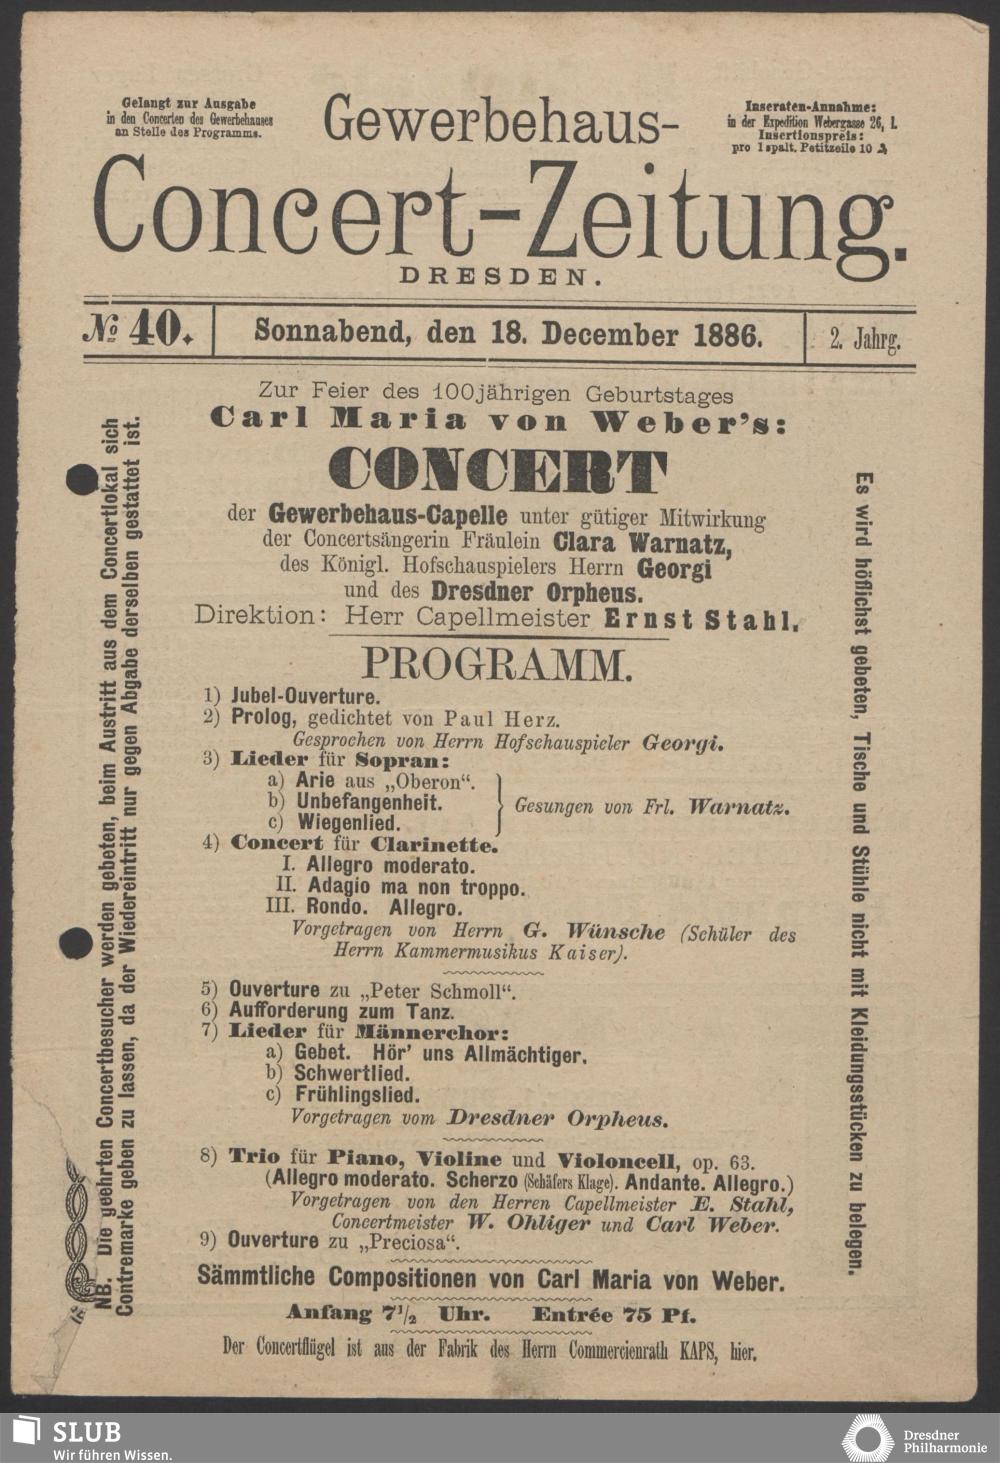 Gelangt zur Ausgabe
in den Concerten des Gewerbehauses
an Stelle des Programms.
Gewerbehaus-
Inseraten-Annahme:
in der Expedition Webergasse 26, I.
Insertionspreis:
pro 1spalt. Petitzeile 10 ₰
Concert-Zeitung.
DRESDEN.
№ 40.
Sonnabend, den 18. December 1886.
2. Jahrg.
Zur Feier des 100jährigen Geburtstages
Carl Maria von Weber's:
CONCERT
der Gewerbehaus-Capelle unter gütiger Mitwirkung
der Concertsängerin Fräulein Clara Warnatz,
des Königl. Hofschauspielers Herrn Georgi
und des Dresdner Orpheus.
Direktion: Herr Capellmeister Ernst Stahl.
PROGRAMM.
1) Jubel-Ouverture.
2) Prolog, gedichtet von Paul Herz.
Gesprochen von Herrn Hofschauspieler Georgi.
3) Lieder für Sopran:
a) Arie aus „Oberon“.
b) Unbefangenheit.
c) Wiegenlied.
Gesungen von Frl. Warnatz.
4) Concert für Clarinette.
I. Allegro moderato.
II. Adagio ma non troppo.
III. Rondo. Allegro.
Vorgetragen von Herrn G. Wünsche (Schüler des
Herrn Kammermusikus Kaiser).
5) Ouverture zu „Peter Schmoll“.
6) Aufforderung zum Tanz.
7) Lieder für Männerchor:
a) Gebet. Hör' uns Allmächtiger.
b) Schwertlied.
c) Frühlingslied.
Vorgetragen vom Dresdner Orpheus.
8) Trio für Piano, Violine und Violoncell, op. 63.
(Allegro moderato. Scherzo (Schäfers Klage). Andante. Allegro.)
Vorgetragen von den Herren Capellmeister E. Stahl,
Concertmeister W. Ohliger und Carl Weber.
9) Ouverture zu „Preciosa“.
Sämmtliche Compositionen von Carl Maria von Weber.
Anfang 7½ Uhr. Entrée 75 Pf.
Der Concertflügel ist aus der Fabrik des Herrn Commercienrath KAPS, hier.
NB. Die geehrten Concertbesucher werden gebeten, beim Austritt aus dem Concertlokal sich
Contremarke geben zu lassen, da der Wiedereintritt nur gegen Abgabe derselben gestattet ist.
Es wird höflichst gebeten, Tische und Stühle nicht mit Kleidungsstücken zu belegen.
SLUB
Wir führen Wissen.
Dresdner
Philharmonie